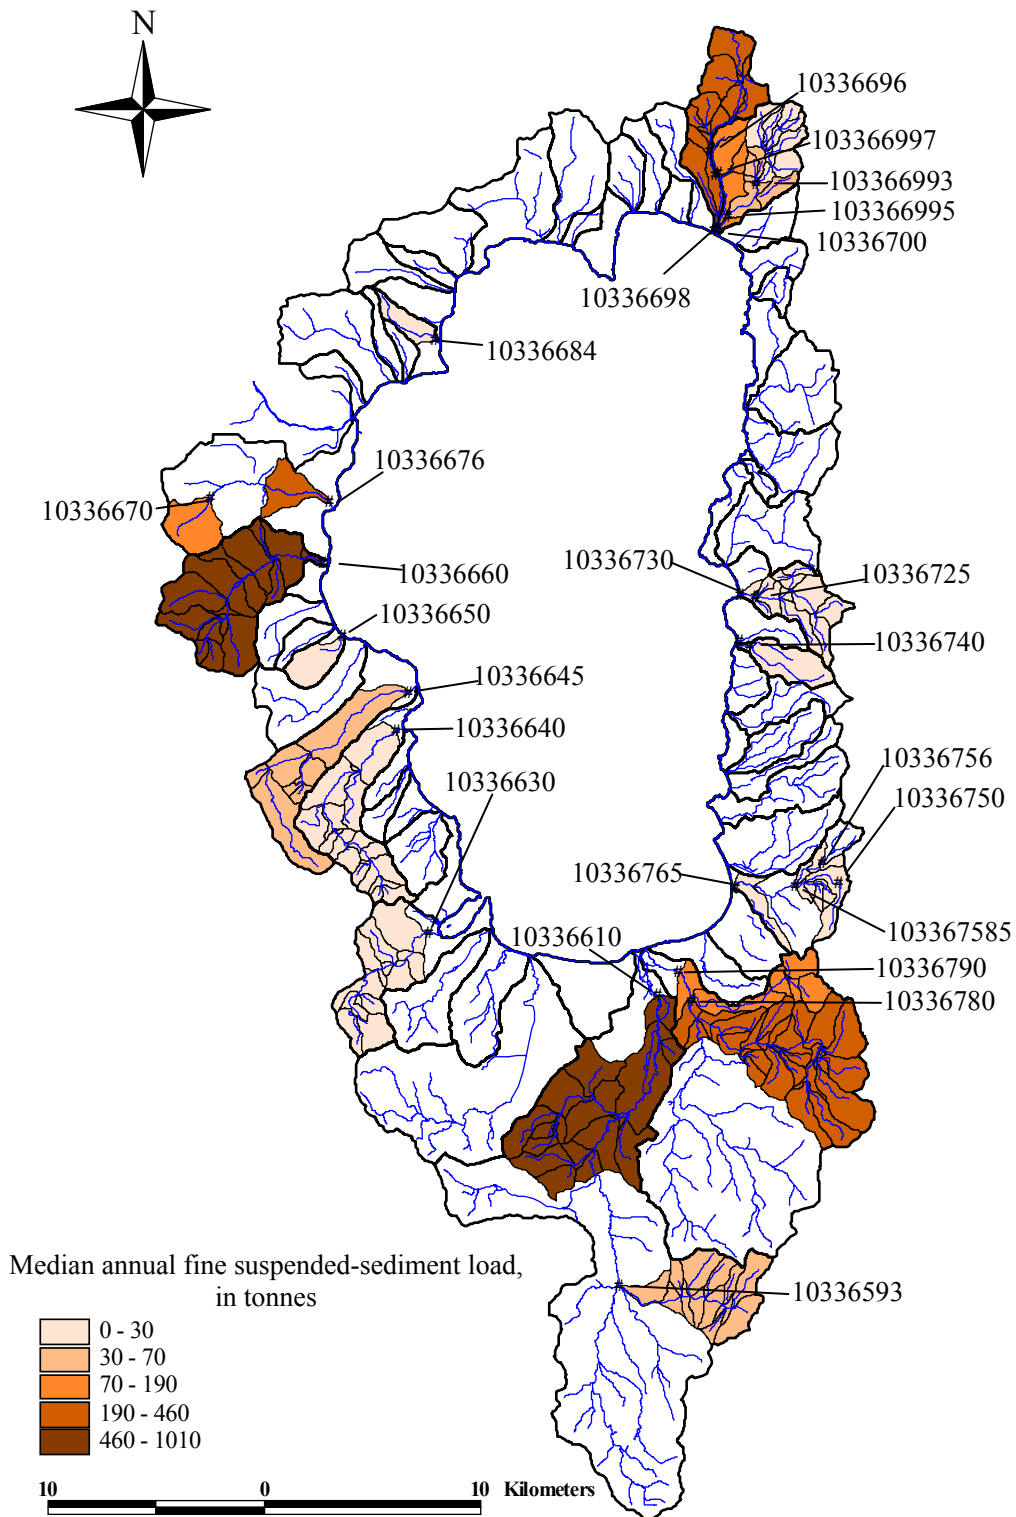 N
10336696
103366997
103366993
103366995
10336700
10336698
10336684
10336676
10336670
10336660
10336650
10336645
10336640
10336630
10336730
10336725
10336740
10336756
10336750
10336765
103367585
10336610
10336790
10336780
10336593
Median annual fine suspended-sediment load,
in tonnes
0 - 30
30 - 70
70 - 190
190 - 460
460 - 1010
10 0 10 Kilometers